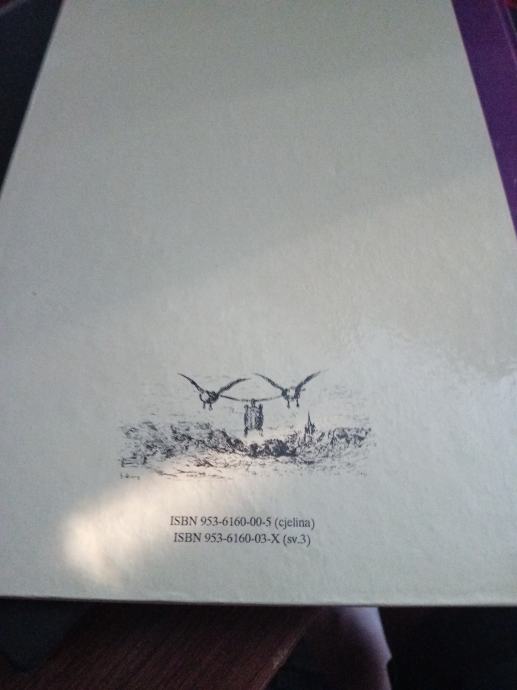 ISBN 953-6160-00-5 (cjelina)
ISBN 953-6160-03-X (sv.3)